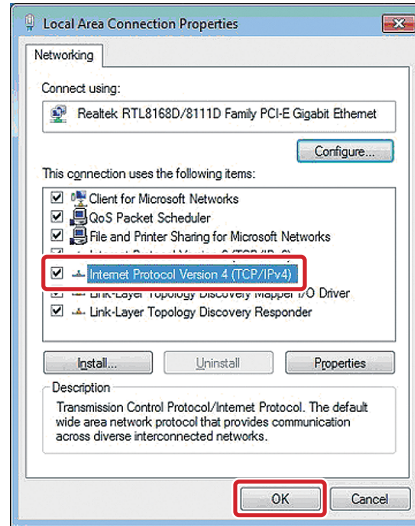 Local Area Connection Properties
Networking
Connect using:
Realtek RTL8168D/8111D Family PCI-E Gigabit Ethernet
Configure...
This connection uses the following items:
Client for Microsoft Networks
QoS Packet Scheduler
File and Printer Sharing for Microsoft Networks
Internet Protocol Version 4 (TCP/IPv4)
Link-Layer Topology Discovery Mapper I/O Driver
Link-Layer Topology Discovery Responder
Install...
Uninstall
Properties
Description
Transmission Control Protocol/Internet Protocol. The default
wide area network protocol that provides communication
across diverse interconnected networks.
OK
Cancel